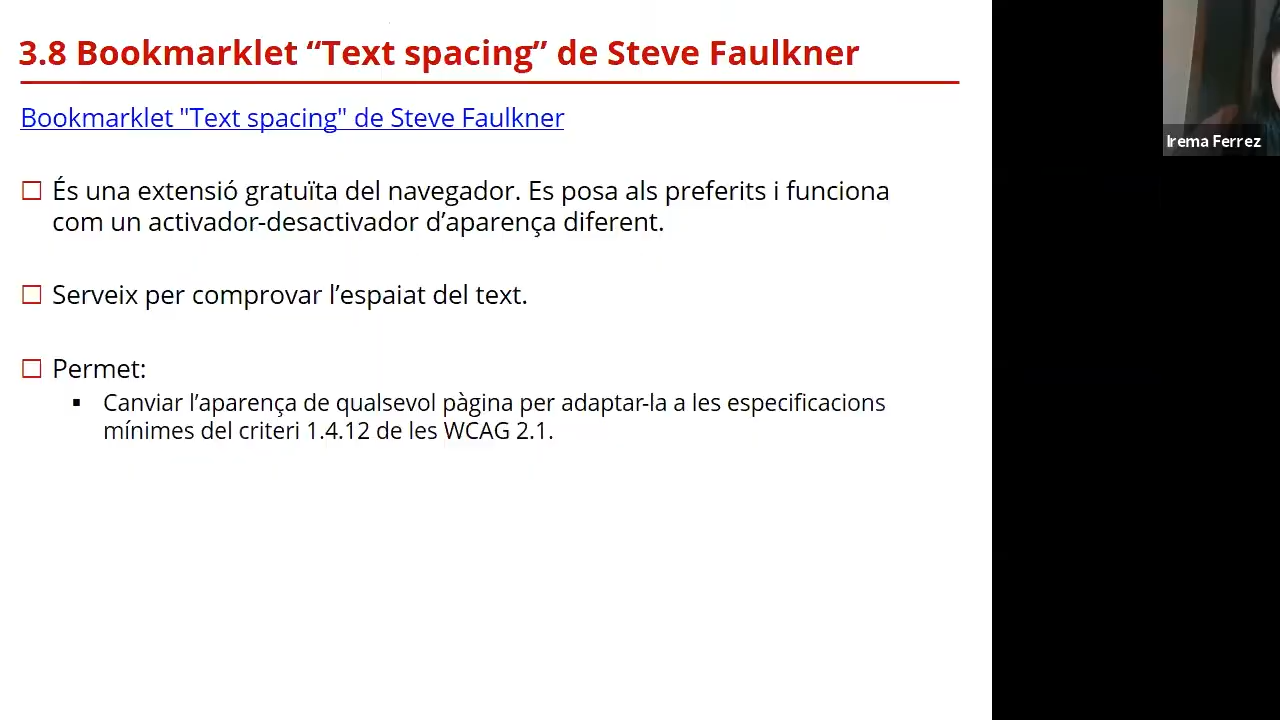 3.8 Bookmarklet “Text spacing” de Steve Faulkner
Bookmarklet "Text spacing" de Steve Faulkner
És una extensió gratuïta del navegador. Es posa als preferits i funciona
com un activador-desactivador d’aparença diferent.
Serveix per comprovar l’espaiat del text.
Permet:
Canviar l’aparença de qualsevol pàgina per adaptar-la a les especificacions
mínimes del criteri 1.4.12 de les WCAG 2.1.
Irema Ferrez